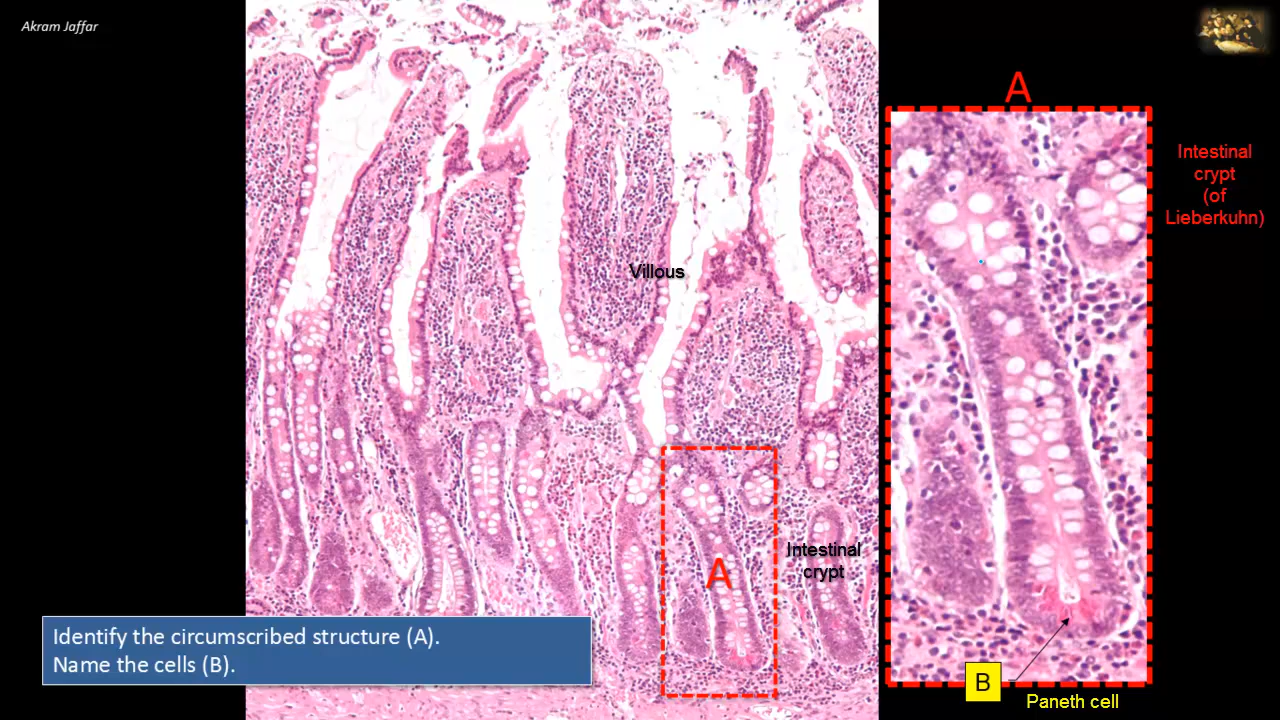 Akram Jaffar
A
Intestinal
crypt
(of
Lieberkuhn)
Villous
Intestinal
crypt
A
Identify the circumscribed structure (A).
Name the cells (B).
B
Paneth cell